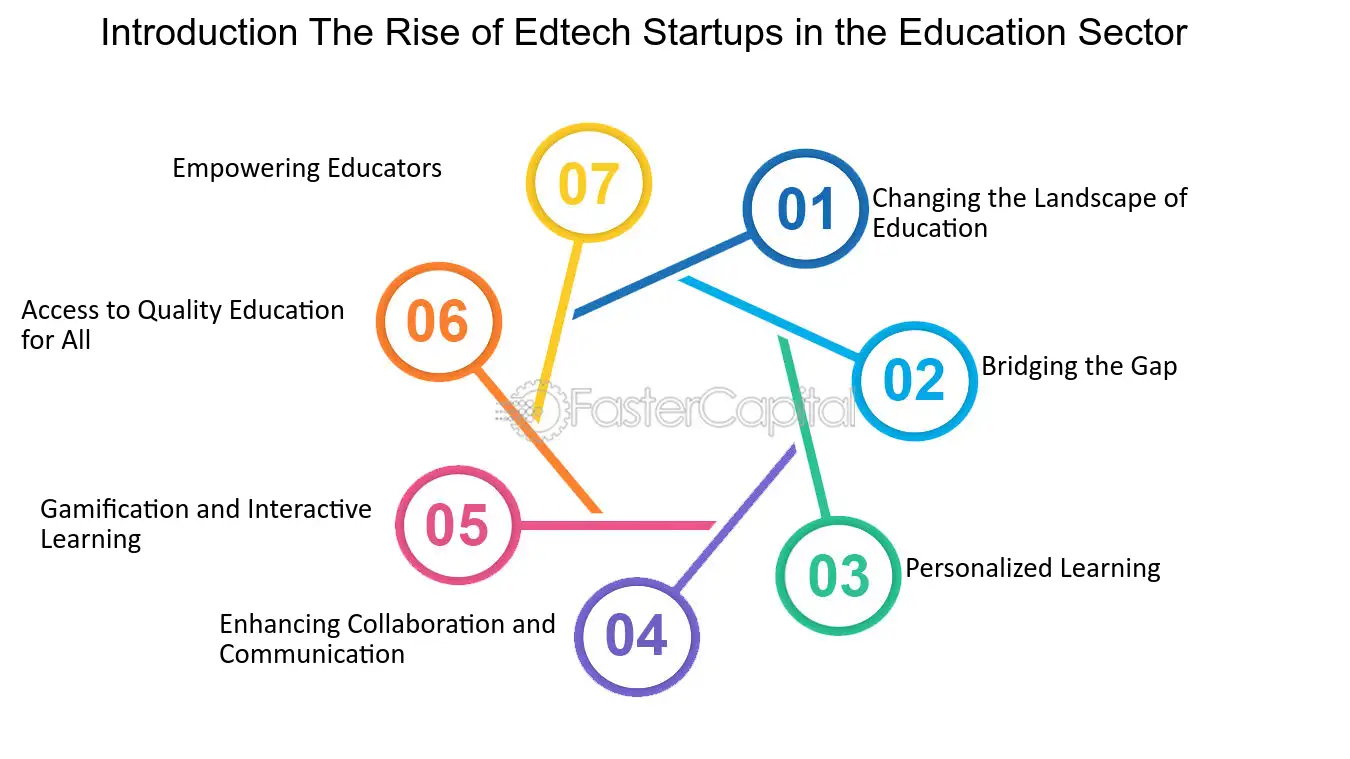 Introduction The Rise of Edtech Startups in the Education Sector
07
Empowering Educators
01
Changing the Landscape of
Education
06
Access to Quality Education
for All
02
Bridging the Gap
FasterCapital
05
Gamification and Interactive
Learning
03
Personalized Learning
04
Enhancing Collaboration and
Communication